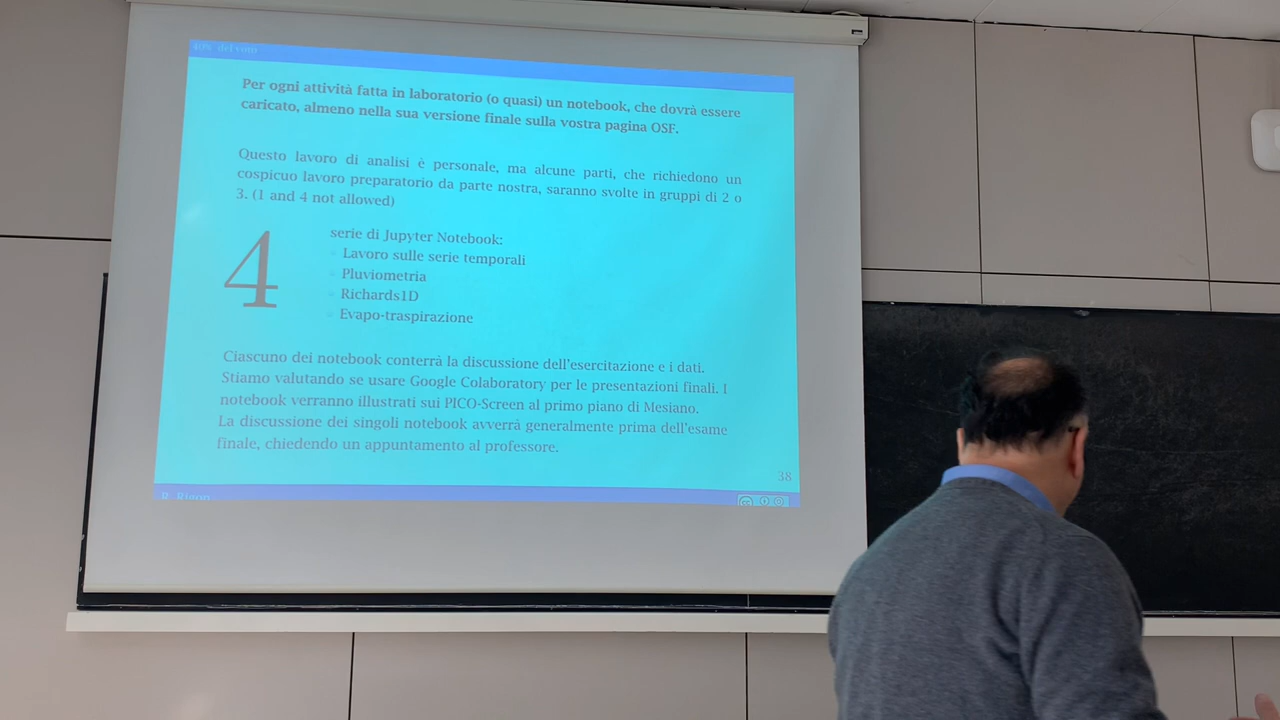 40% del voto
Per ogni attività fatta in laboratorio (o quasi) un notebook, che dovrà essere
caricato, almeno nella sua versione finale sulla vostra pagina OSF.
Questo lavoro di analisi è personale, ma alcune parti, che richiedono un
cospicuo lavoro preparatorio da parte nostra, saranno svolte in gruppi di 2 o
3. (1 and 4 not allowed)
4
serie di Jupyter Notebook:
Lavoro sulle serie temporali
Pluviometria
Richards1D
Evapo-traspirazione
Ciascuno dei notebook conterrà la discussione dell'esercitazione e i dati.
Stiamo valutando se usare Google Colaboratory per le presentazioni finali. I
notebook verranno illustrati sui PICO-Screen al primo piano di Mesiano.
La discussione dei singoli notebook avverrà generalmente prima dell'esame
finale, chiedendo un appuntamento al professore.
38
R.
cc